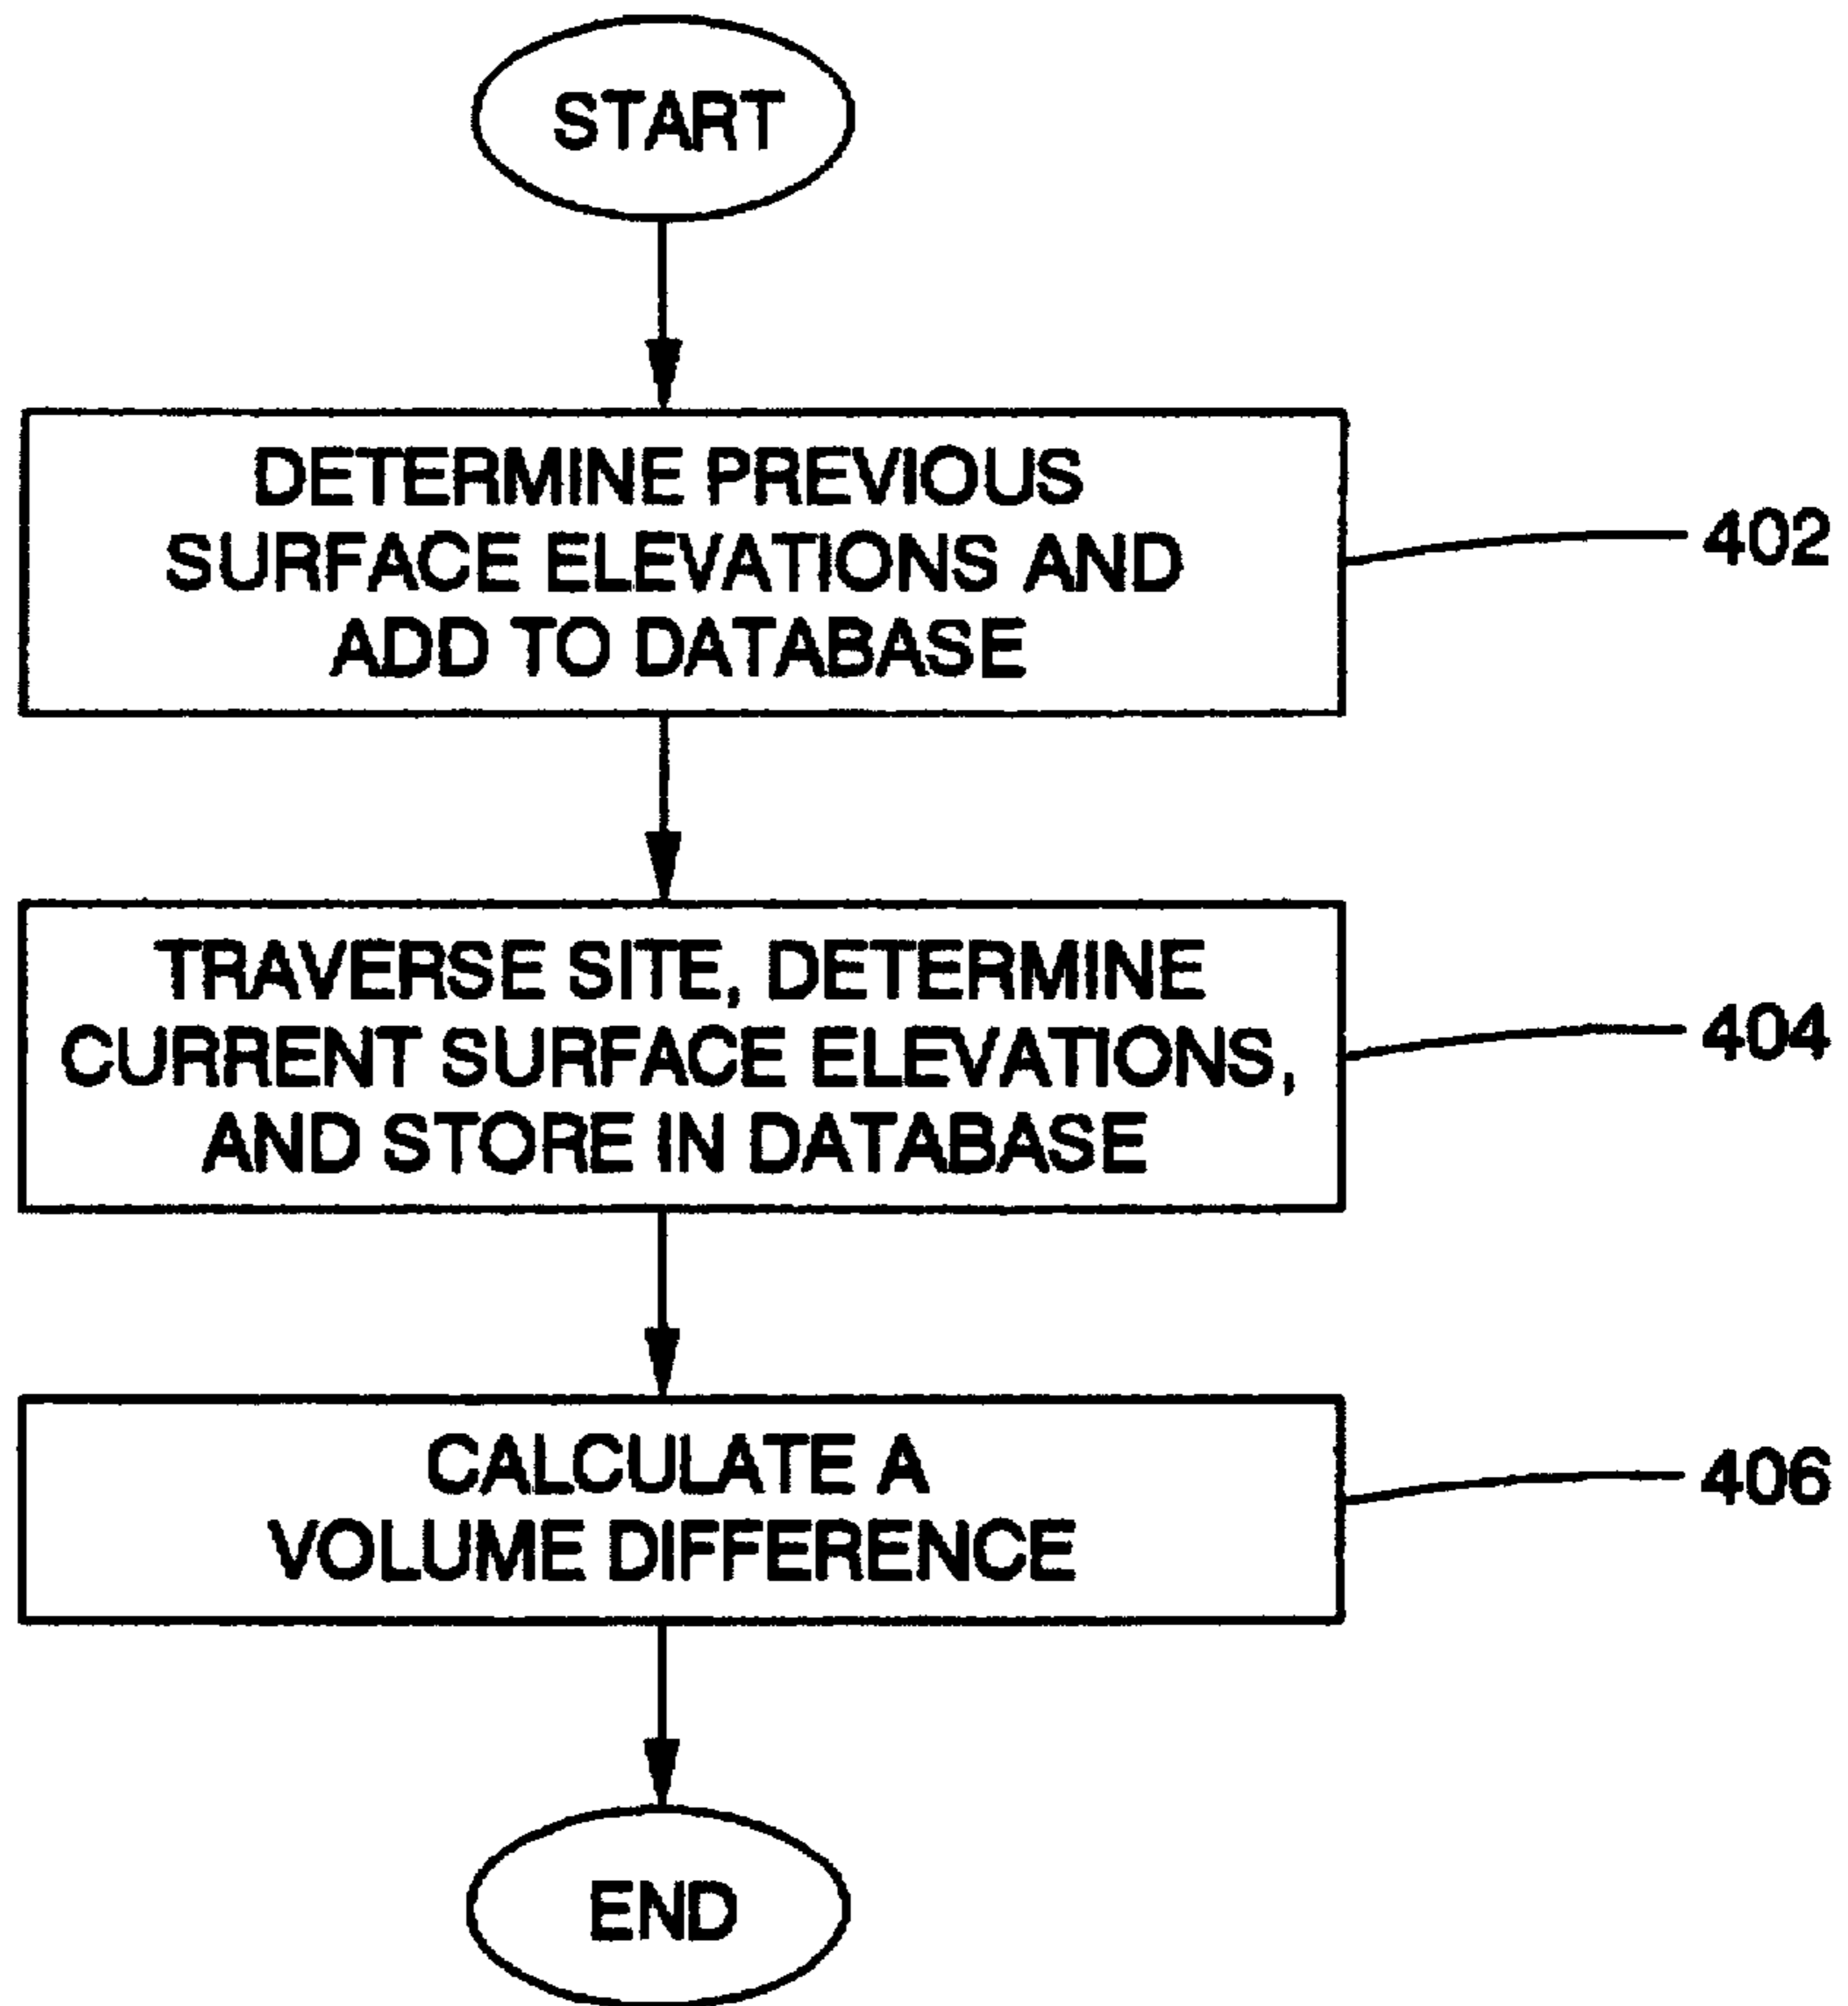 START
DETERMINE PREVIOUS
SURFACE ELEVATIONS AND
ADD TO DATABASE
402
TRAVERSE SITE, DETERMINE
CURRENT SURFACE ELEVATIONS,
AND STORE IN DATABASE
404
CALCULATE A
VOLUME DIFFERENCE
406
END